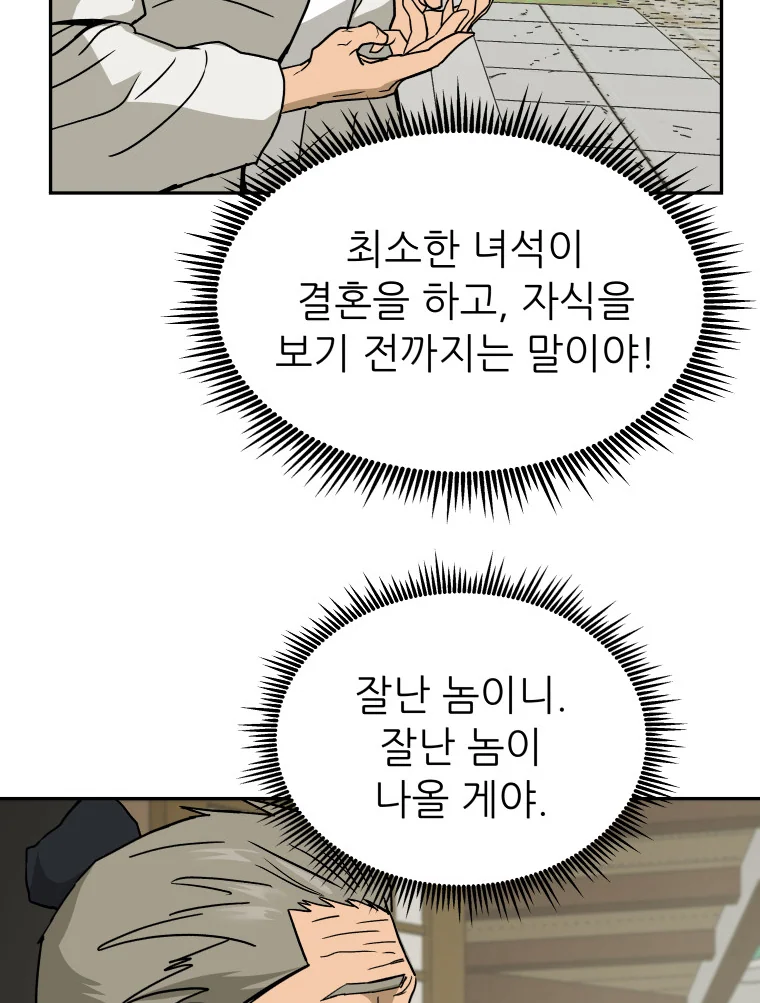 최소한 녀석이
결혼을 하고, 자식을
보기 전까지는 말이야!
잘난 놈이니.
잘난 놈이
나올 게야.